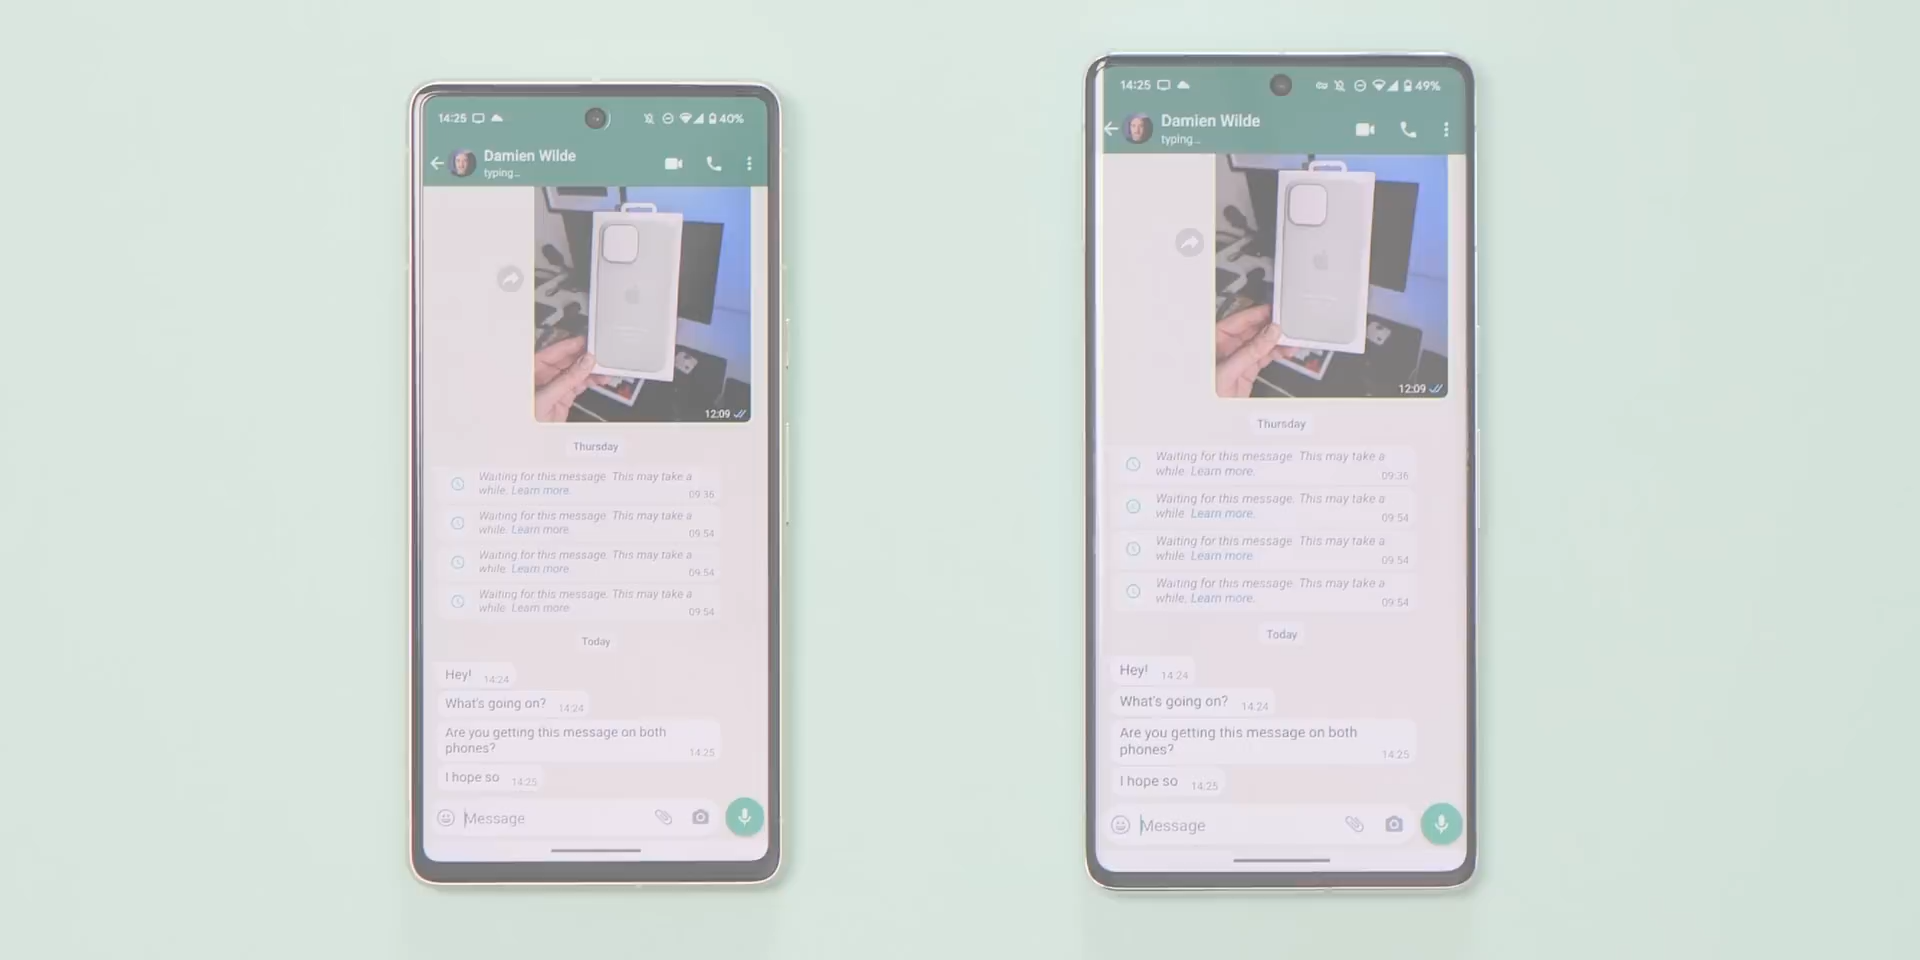 14:25
40%
Damien Wilde
typing...
12:09
Thursday
Waiting for this message. This may take a
while. Learn more.
09:36
Waiting for this message. This may take a
while. Learn more.
09:54
Waiting for this message. This may take a
while. Learn more.
09:54
Waiting for this message. This may take a
while. Learn more.
09:54
Today
Hey! 14:24
What's going on? 14:24
Are you getting this message on both
phones?
14:25
I hope so 14:25
Message
14:25
49%
Damien Wilde
typing...
12:09
Thursday
Waiting for this message. This may take a
while. Learn more.
09:36
Waiting for this message. This may take a
while. Learn more.
09:54
Waiting for this message. This may take a
while. Learn more.
09:54
Waiting for this message. This may take a
while. Learn more.
09:54
Today
Hey! 14:24
What's going on? 14:24
Are you getting this message on both
phones?
14:25
I hope so 14:25
Message